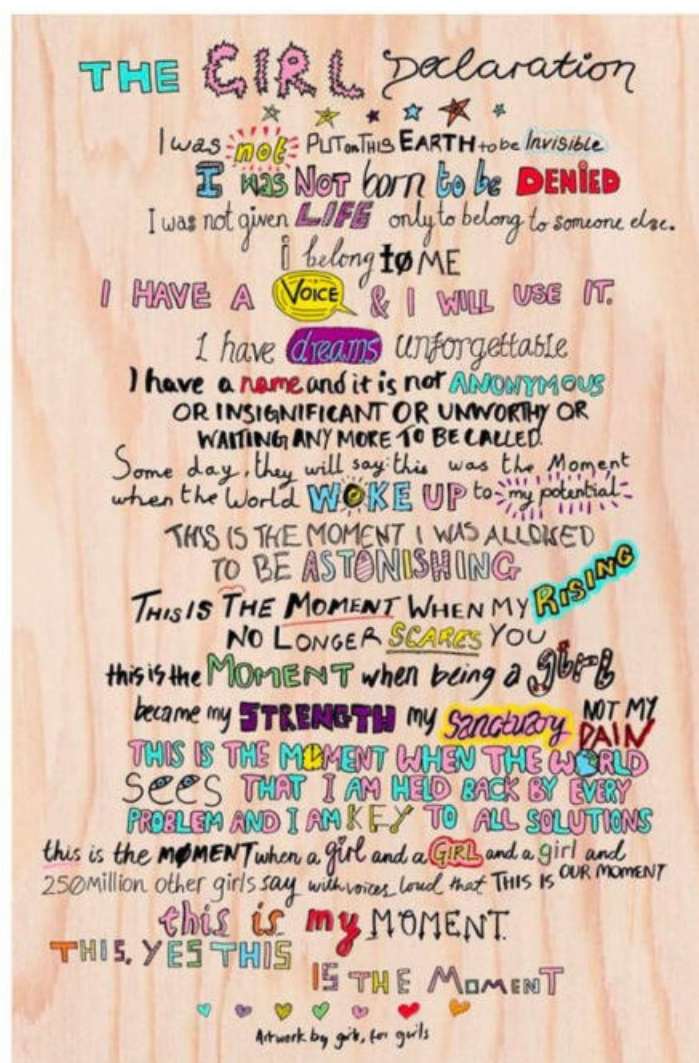 THE GIRL Declaration
I was not PUT on THIS EARTH to be Invisible
I was NOT born to be DENIED
I was not given LIFE only to belong to someone else.
i belong to ME
I HAVE A VOICE & I WILL USE IT.
I have dreams unforgettable
I have a name and it is not ANONYMOUS
OR INSIGNIFICANT OR UNWORTHY OR
WAITING ANY MORE TO BE CALLED.
Some day, they will say: this was the Moment
when the World WOKE UP to my potential
THIS IS THE MOMENT I WAS ALLOWED
TO BE ASTONISHING
THIS IS THE MOMENT WHEN MY RISING
NO LONGER SCARES YOU
this is the MOMENT when being a girl
became my STRENGTH my Sanctuary NOT MY PAIN
THIS IS THE MOMENT WHEN THE WORLD
SEES THAT I AM HELD BACK BY EVERY
PROBLEM AND I AM KEY TO ALL SOLUTIONS
this is the MOMENT when a girl and a GIRL and a girl and
250 Million other girls say with voices loud that THIS IS OUR MOMENT
this is my MOMENT.
THIS, YES THIS
IS THE MOMENT
Artwork by girls, for girls